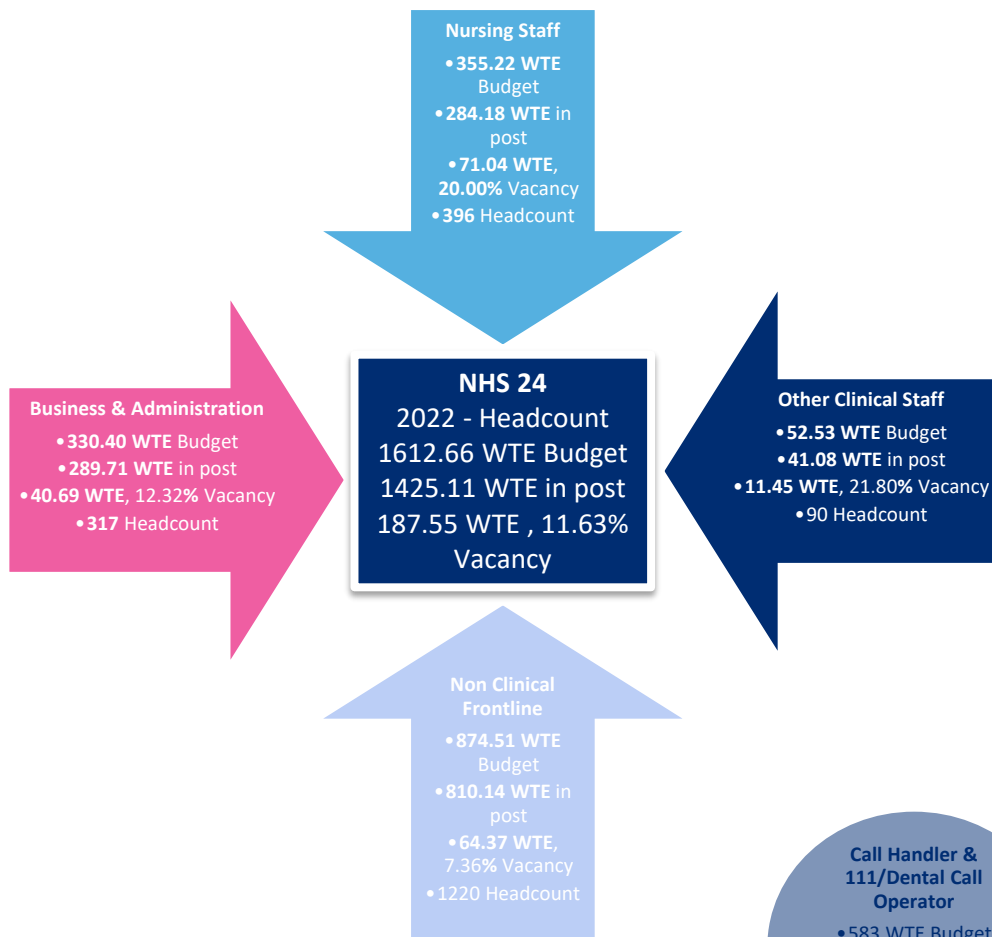 Nursing Staff
•355.22 WTE
Budget
•284.18 WTE in
post
•71.04 WTE,
20.00% Vacancy
•396 Headcount
Business & Administration
•330.40 WTE Budget
•289.71 WTE in post
•40.69 WTE, 12.32% Vacancy
•317 Headcount
NHS 24
2022 - Headcount
1612.66 WTE Budget
1425.11 WTE in post
187.55 WTE , 11.63%
Vacancy
Other Clinical Staff
•52.53 WTE Budget
•41.08 WTE in post
•11.45 WTE, 21.80% Vacancy
•90 Headcount
Non Clinical
Frontline
•874.51 WTE
Budget
•810.14 WTE in
post
•64.37 WTE,
7.36% Vacancy
•1220 Headcount
Call Handler &
111/Dental Call
Operator
•583 WTE Budget